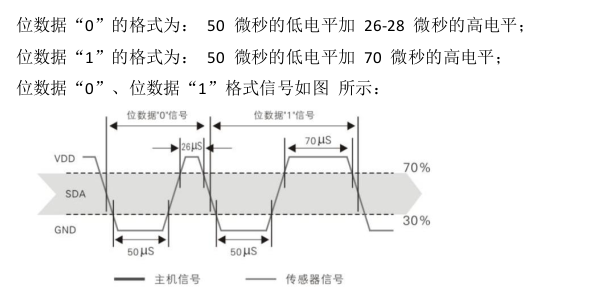 位数据“0”的格式为： 50 微秒的低电平加 26-28 微秒的高电平；
位数据“1”的格式为： 50 微秒的低电平加 70 微秒的高电平；
位数据“0”、位数据“1”格式信号如图 所示：
位数据"0"信号 位数据"1"信号
26μS 70μS
VDD
70%
SDA
30%
GND
50μS 50μS
主机信号 传感器信号